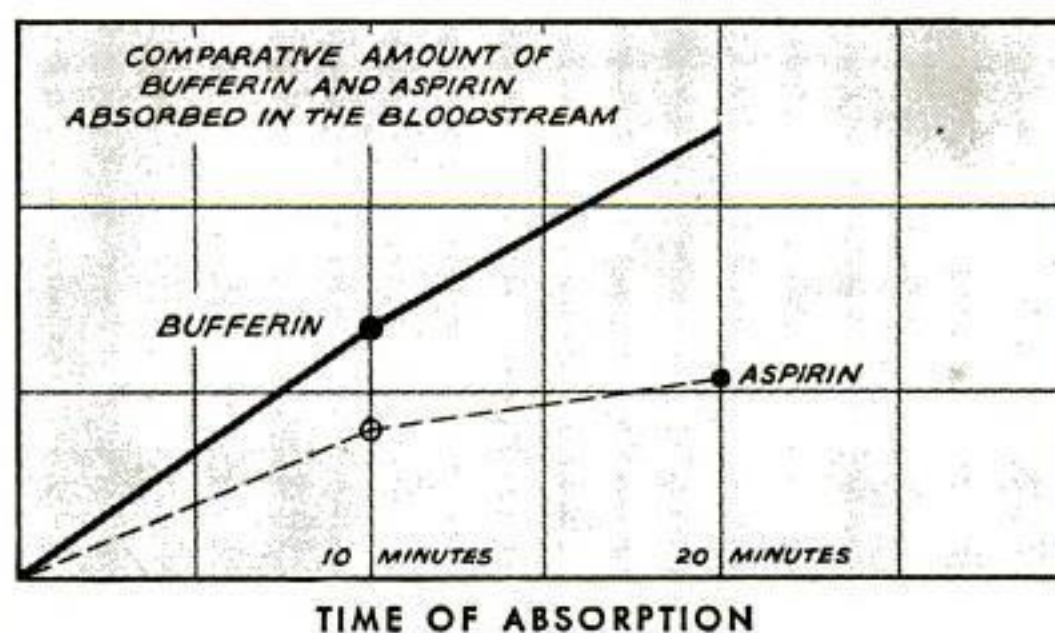 COMPARATIVE AMOUNT OF
BUFFERIN AND ASPIRIN
ABSORBED IN THE BLOODSTREAM
BUFFERIN
ASPIRIN
10 MINUTES
20 MINUTES
TIME OF ABSORPTION